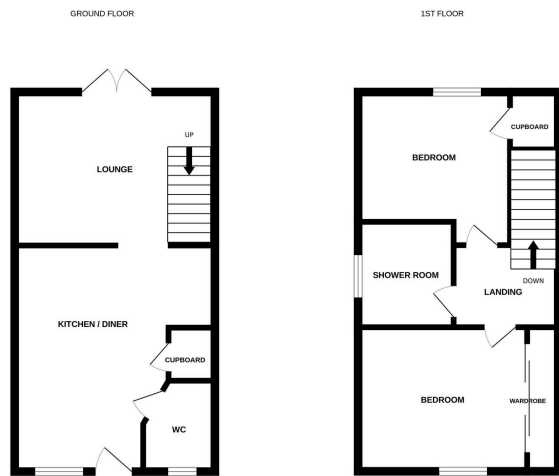 GROUND FLOOR
UP
LOUNGE
KITCHEN / DINER
CUPBOARD
WC
1ST FLOOR
CUPBOARD
BEDROOM
SHOWER ROOM
DOWN
LANDING
BEDROOM
WARDROBE